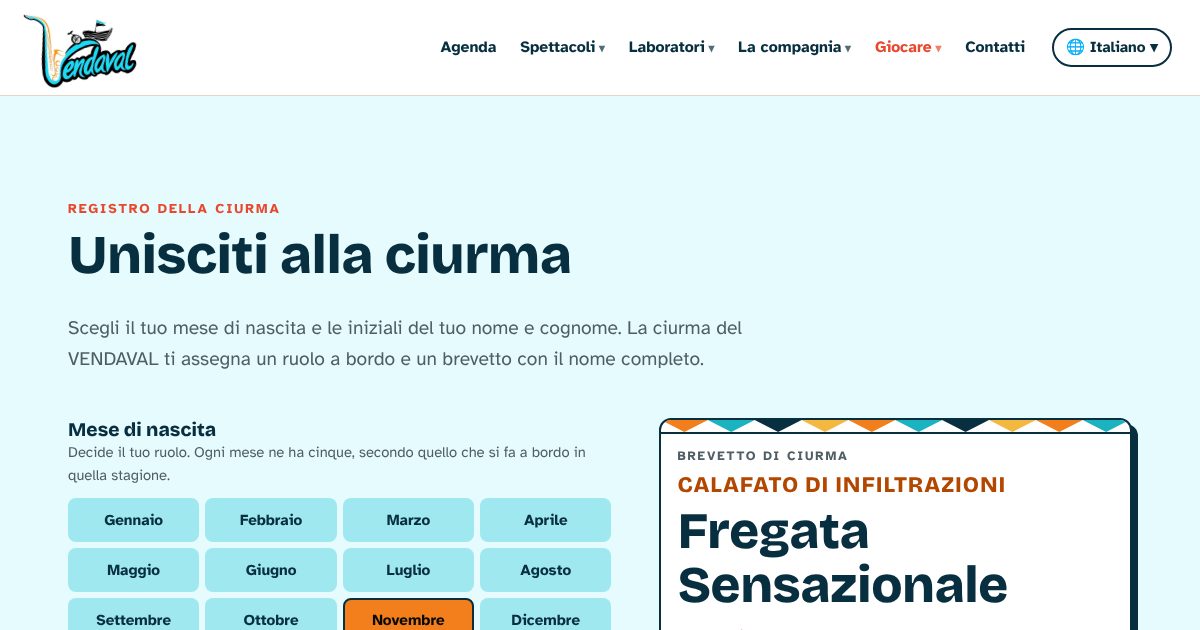 Vendaval
Agenda
Spettacoli ▾
Laboratori ▾
La compagnia ▾
Giocare ▾
Contatti
🌐 Italiano ▾
REGISTRO DELLA CIURMA
Unisciti alla ciurma
Scegli il tuo mese di nascita e le iniziali del tuo nome e cognome. La ciurma del
VENDAVAL ti assegna un ruolo a bordo e un brevetto con il nome completo.
Mese di nascita
Decide il tuo ruolo. Ogni mese ne ha cinque, secondo quello che si fa a bordo in
quella stagione.
Gennaio
Febbraio
Marzo
Aprile
Maggio
Giugno
Luglio
Agosto
Settembre
Ottobre
Novembre
Dicembre
BREVETTO DI CIURMA
CALAFATO DI INFILTRAZIONI
Fregata
Sensazionale